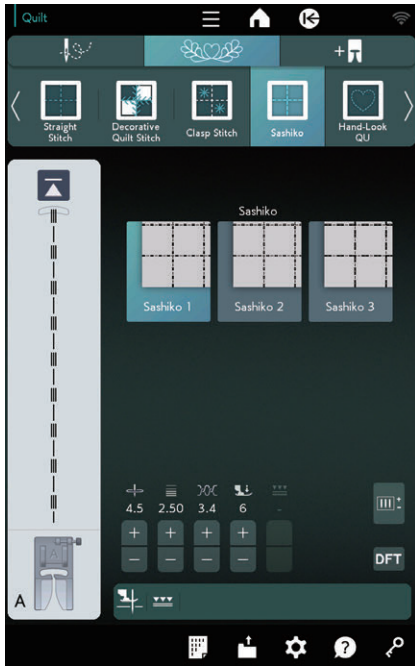 Quilt
Straight
Stitch
Decorative
Quilt Stitch
Clasp Stitch
Sashiko
Hand-Look
QU
Sashiko
Sashiko 1
Sashiko 2
Sashiko 3
4.5 2.50 3.4 6 -
+ + + +
- - - -
DFT
A